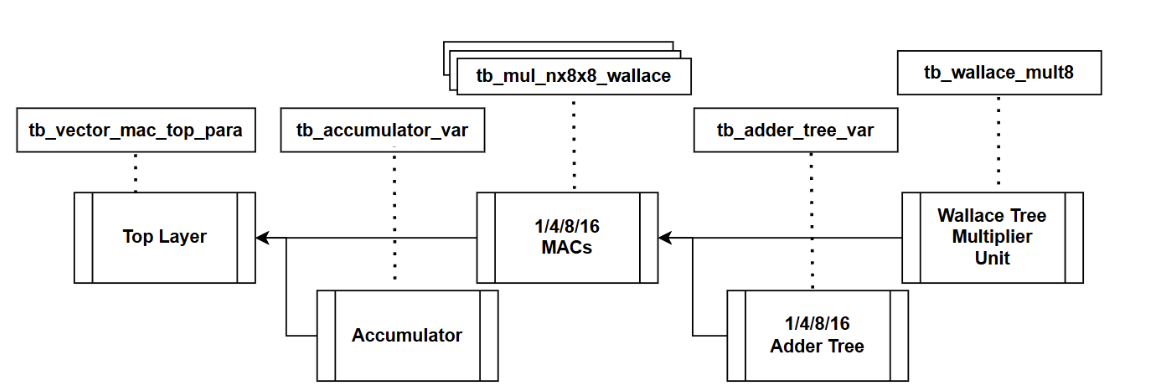 tb_mul_nx8x8_wallace
tb_wallace_mult8
tb_vector_mac_top_para
tb_accumulator_var
tb_adder_tree_var
Top Layer
1/4/8/16
MACs
Wallace Tree
Multiplier
Unit
Accumulator
1/4/8/16
Adder Tree